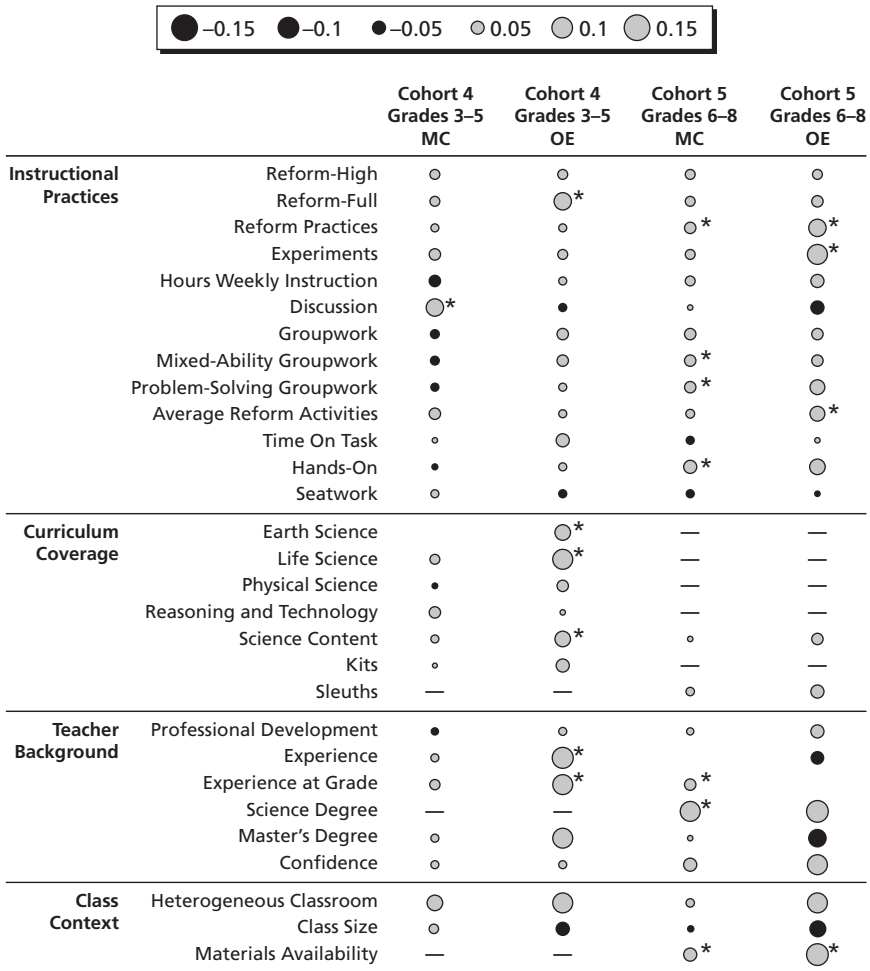 –0.15 –0.1 –0.05 0.05 0.1 0.15
Cohort 4 Cohort 4 Cohort 5 Cohort 5
Grades 3–5 Grades 3–5 Grades 6–8 Grades 6–8
MC OE MC OE
Instructional Reform-High
Practices Reform-Full *
Reform Practices * *
Experiments *
Hours Weekly Instruction
Discussion *
Groupwork
Mixed-Ability Groupwork *
Problem-Solving Groupwork *
Average Reform Activities *
Time On Task
Hands-On *
Seatwork
Curriculum Earth Science * — —
Coverage Life Science * — —
Physical Science — —
Reasoning and Technology — —
Science Content *
Kits — —
Sleuths — —
Teacher Professional Development
Background Experience *
Experience at Grade * *
Science Degree — — *
Master’s Degree
Confidence
Class Heterogeneous Classroom
Context Class Size
Materials Availability — — * *